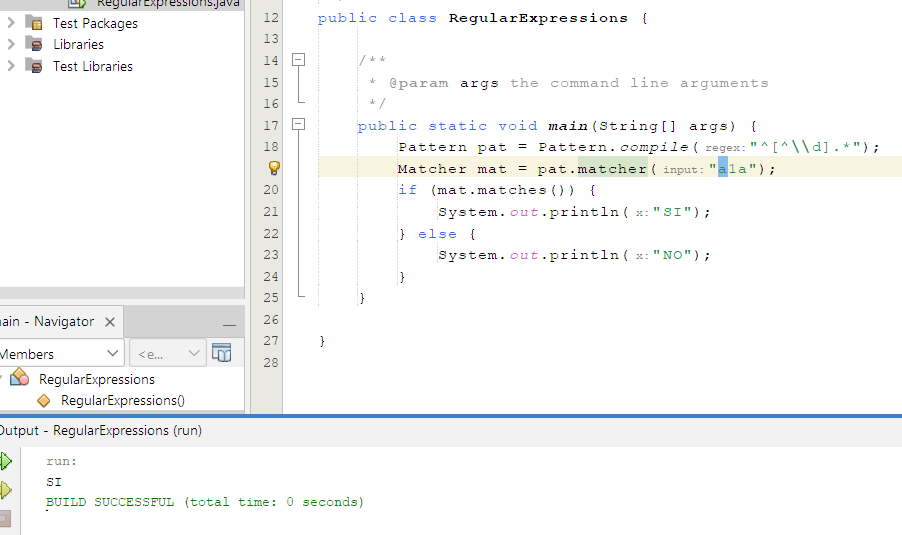 RegularExpressions.java
Test Packages
Libraries
Test Libraries
12 public class RegularExpressions {
13
14 /**
15 * @param args the command line arguments
16 */
17 public static void main(String[] args) {
18 Pattern pat = Pattern.compile( regex: "^[^\\d].*");
Matcher mat = pat.matcher( input: "a1a");
20 if (mat.matches()) {
21 System.out.println( x: "SI");
22 } else {
23 System.out.println( x: "NO");
24 }
25 }
26
27 }
28
ain - Navigator
Members
<e...
RegularExpressions
RegularExpressions()
Output - RegularExpressions (run)
run:
SI
BUILD SUCCESSFUL (total time: 0 seconds)